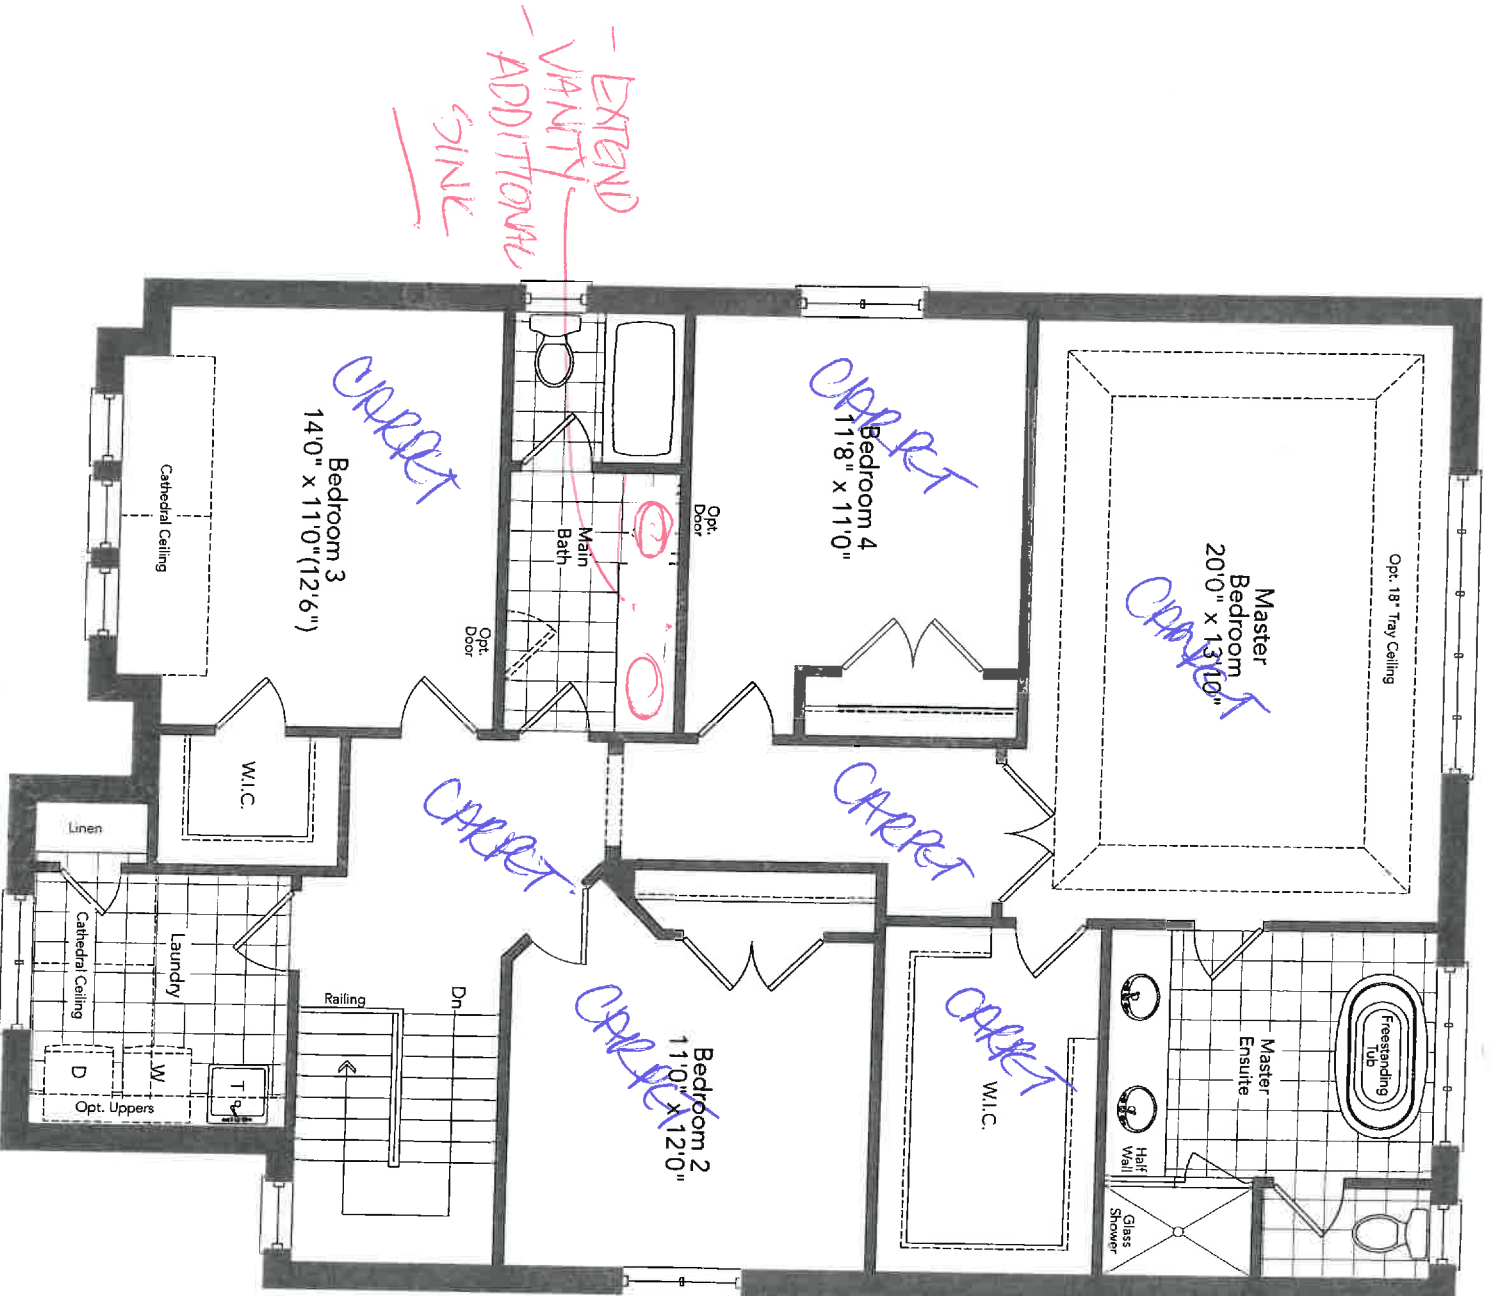 - EXTEND
VANITY
- ADDITIONAL
SINK
CARPET
Bedroom 3
14'0" x 11'0"(12'6")
Cathedral Ceiling
Main
Bath
Opt.
Door
Opt.
Door
CARPET
Bedroom 4
11'8" x 11'0"
Opt. 18" Tray Ceiling
Master
Bedroom
20'0" x 13'10"
CARPET
W.I.C.
Linen
CARPET
CARPET
Laundry
Cathedral Ceiling
D
W
T
Opt. Uppers
Railing
Dn
CARPET
Bedroom 2
11'0" x 12'0"
CARPET
W.I.C.
Master
Ensuite
Freestanding
Tub
Half
Wall
Glass
Shower